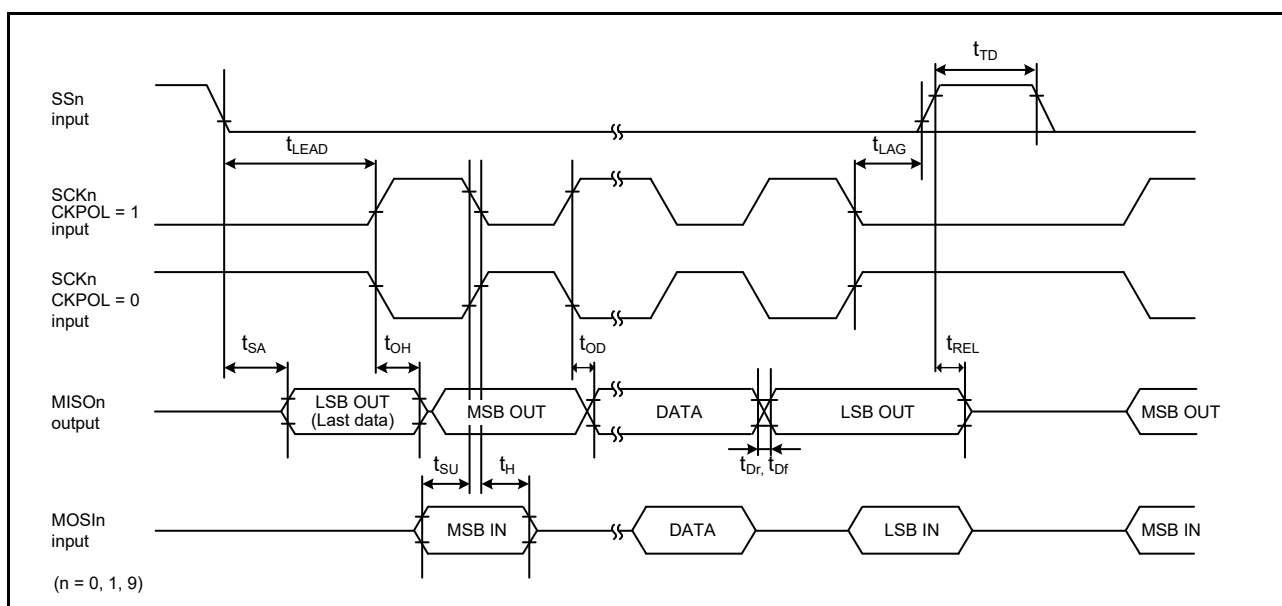 tTD
SSn
input
tLEAD
tLAG
SCKn
CKPOL = 1
input
SCKn
CKPOL = 0
input
tSA
tOH
tOD
tREL
MISOn
output
LSB OUT
(Last data)
MSB OUT
DATA
LSB OUT
MSB OUT
tSU
tH
tDr, tDf
MOSIn
input
MSB IN
DATA
LSB IN
MSB IN
(n = 0, 1, 9)